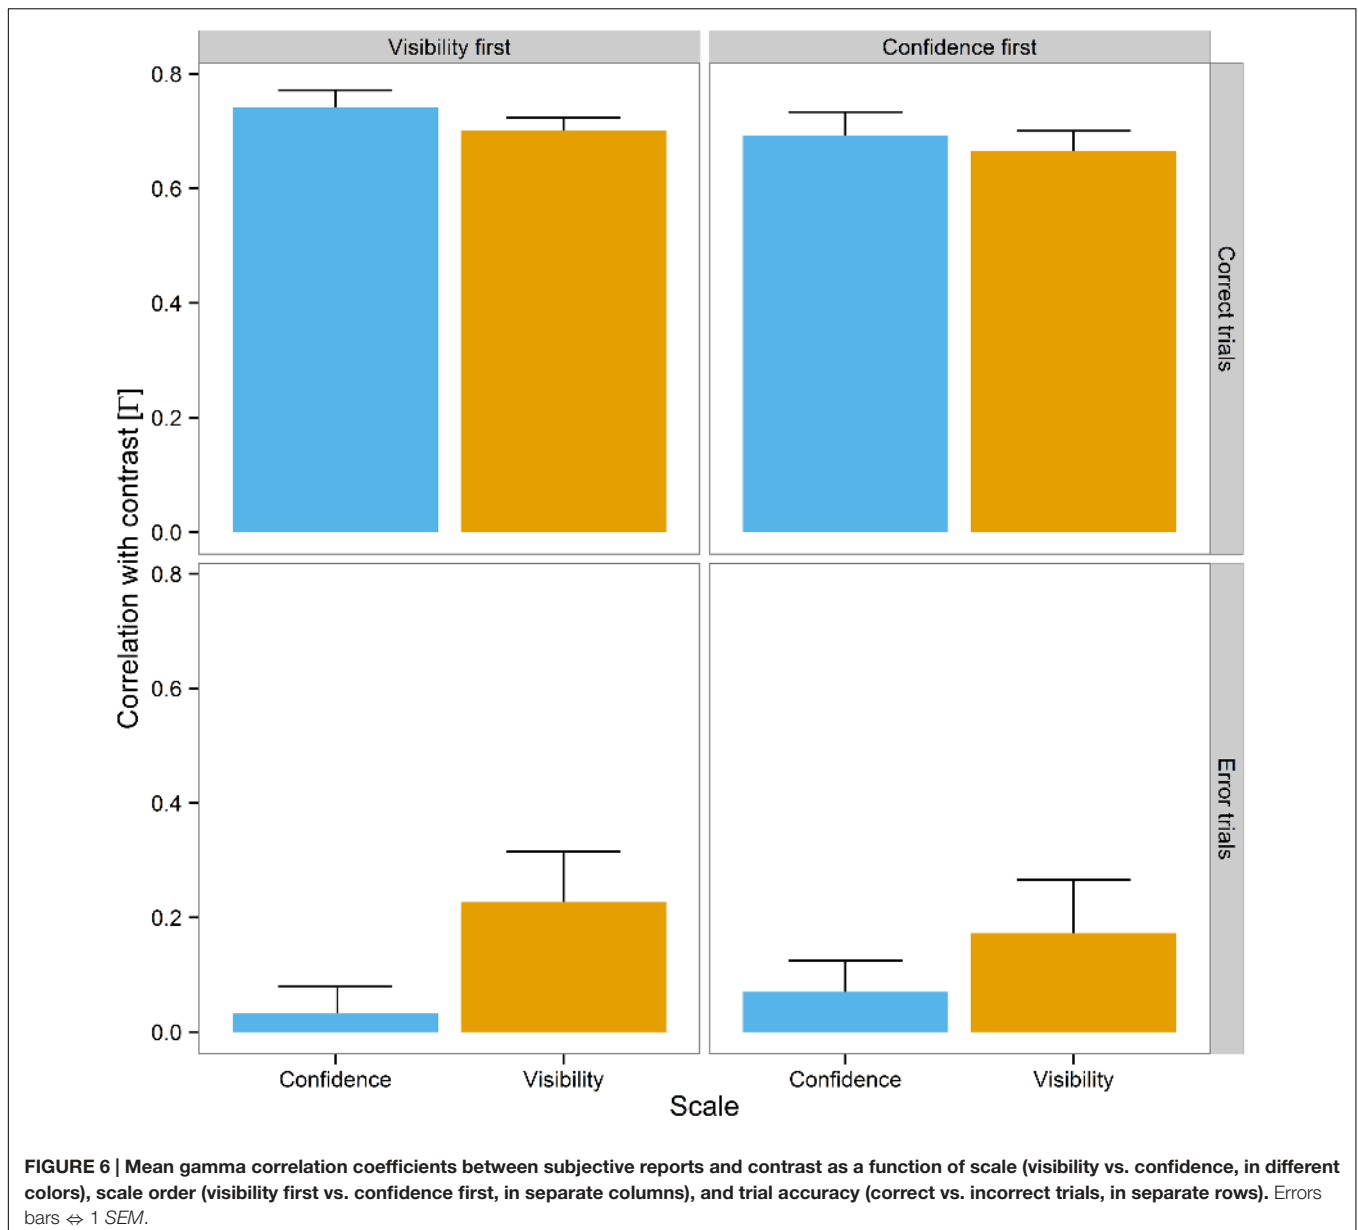 Visibility first
Confidence first
Correlation with contrast [Γ]
0.8
0.6
0.4
0.2
0.0
Correct trials
0.8
0.6
0.4
0.2
0.0
Error trials
Confidence
Visibility
Confidence
Visibility
Scale
FIGURE 6 | Mean gamma correlation coefficients between subjective reports and contrast as a function of scale (visibility vs. confidence, in different
colors), scale order (visibility first vs. confidence first, in separate columns), and trial accuracy (correct vs. incorrect trials, in separate rows). Errors
bars ⇔ 1 SEM.